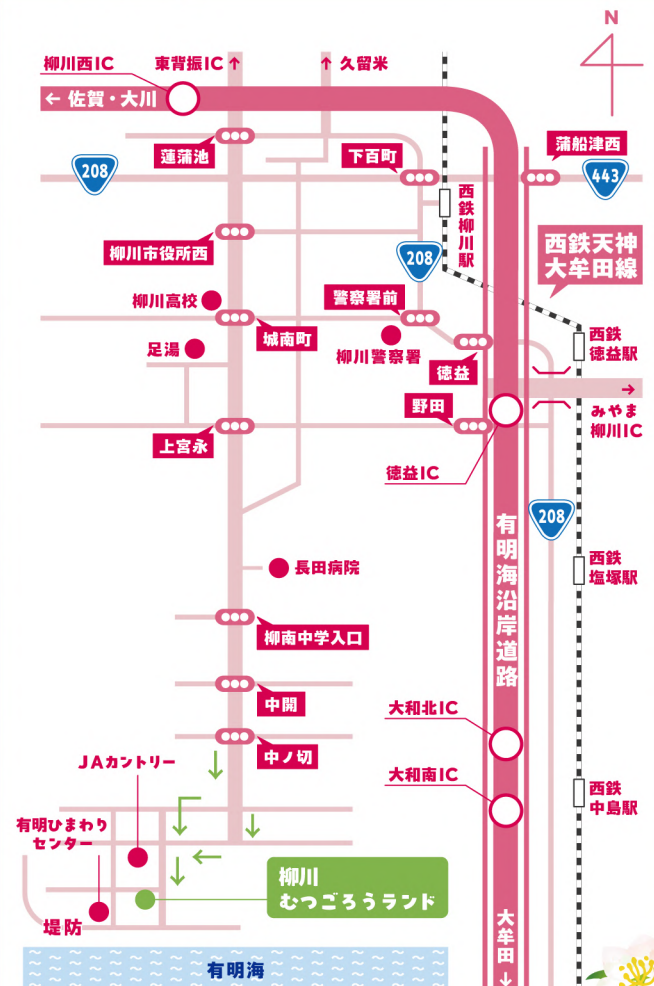 N
柳川西IC
東背振IC↑
↑久留米
← 佐賀・大川
蓮蒲池
下百町
蒲船津西
208
443
西鉄柳川駅
柳川市役所西
208
西鉄天神
大牟田線
柳川高校
警察署前
城南町
足湯
柳川警察署
徳益
西鉄
徳益駅
野田
→
みやま
柳川IC
上宮永
徳益IC
有明海沿岸道路
208
長田病院
西鉄
塩塚駅
柳南中学入口
中開
大和北IC
中ノ切
JAカントリー
大和南IC
西鉄
中島駅
有明ひまわり
センター
柳川
むつごろうランド
堤防
大牟田↓
有明海